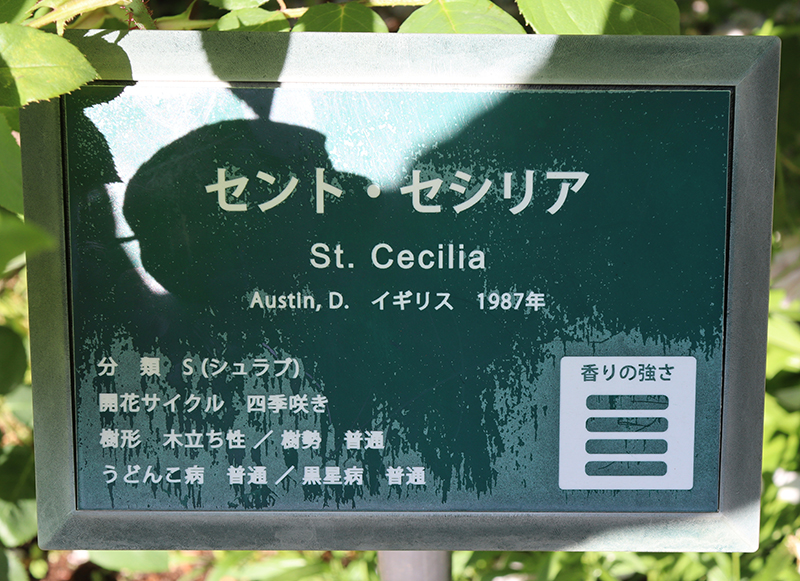 セント・セシリア
St. Cecilia
Austin, D.　イギリス　1987年
分　類　S (シュラブ)
開花サイクル　四季咲き
樹形　木立ち性 ／ 樹勢　普通
うどんこ病　普通 ／ 黒星病　普通
香りの強さ